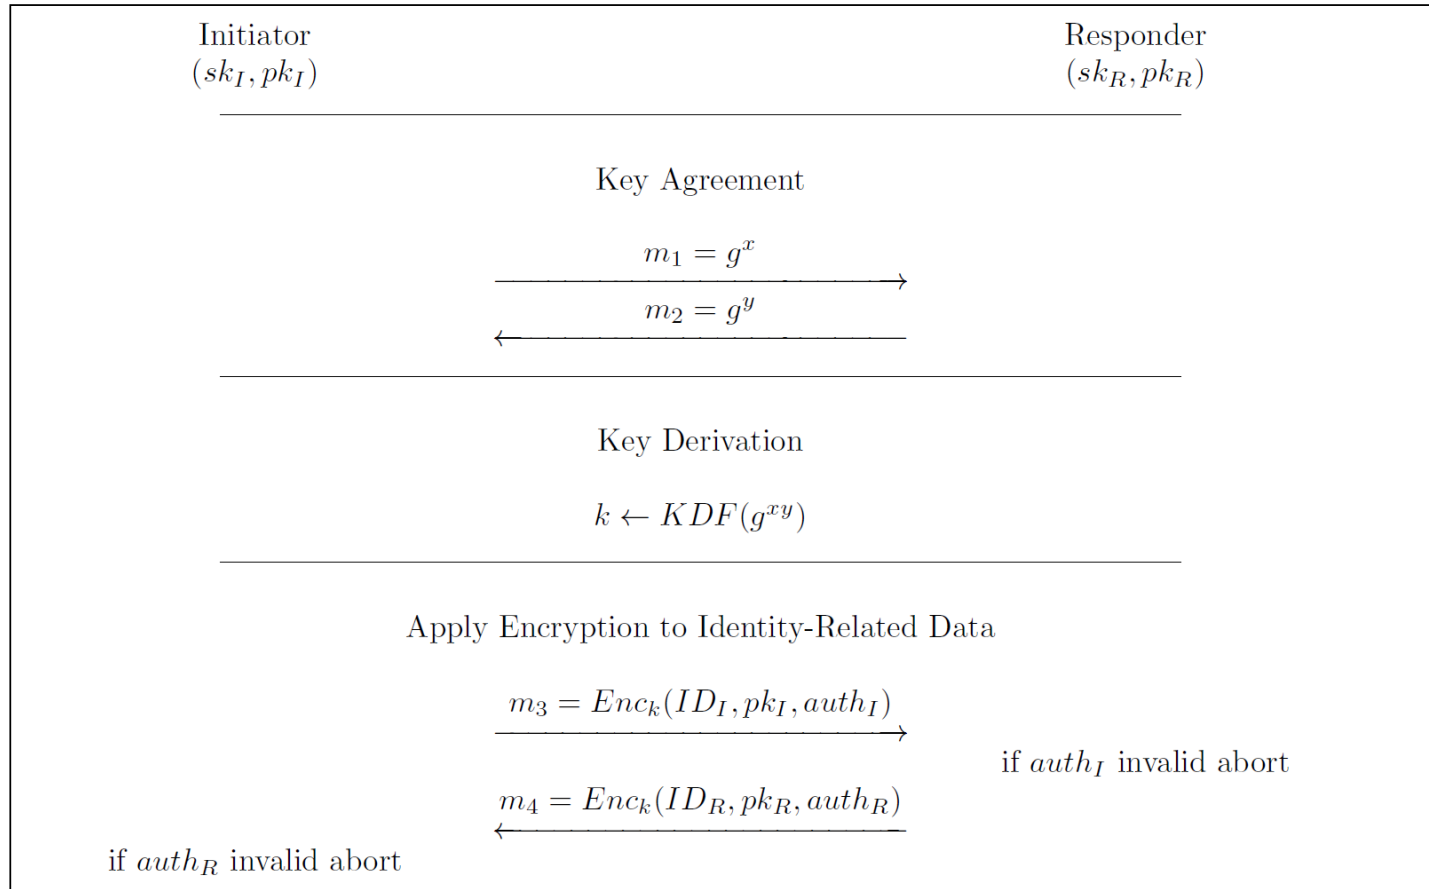 Initiator Responder
(sk_I, pk_I) (sk_R, pk_R)
Key Agreement
m_1 = g^x
m_2 = g^y
Key Derivation
k ← KDF(g^{xy})
Apply Encryption to Identity-Related Data
m_3 = Enc_k(ID_I, pk_I, auth_I)
if auth_I invalid abort
m_4 = Enc_k(ID_R, pk_R, auth_R)
if auth_R invalid abort